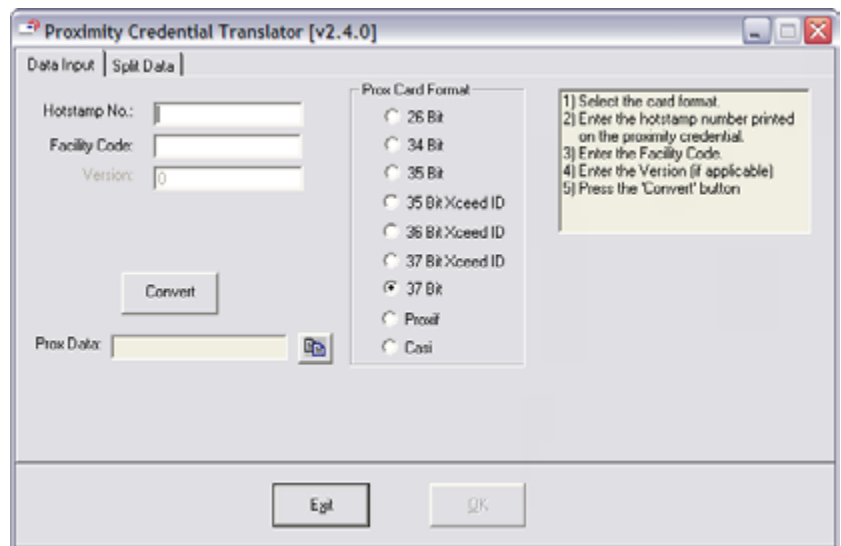 Proximity Credential Translator [v2.4.0]
Data Input
Split Data
Hotstamp No.:
Facility Code:
Version:
0
Convert
Prox Data:
Prox Card Format
26 Bit
34 Bit
35 Bit
35 Bit Xceed ID
36 Bit Xceed ID
37 Bit Xceed ID
37 Bit
Proxif
Casi
1) Select the card format.
2) Enter the hotstamp number printed
on the proximity credential.
3) Enter the Facility Code.
4) Enter the Version (if applicable)
5) Press the 'Convert' button
Exit
OK